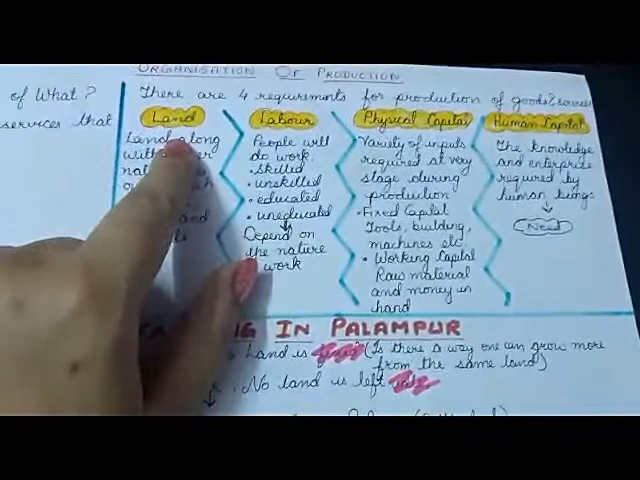 ORGANISATION OF PRODUCTION
of What?
services that
There are 4 requirements for production of goods & services
Land
Land along
with
Labour
People will
do work.
• skilled
• unskilled
• educated
• uneducated
Depend on
the nature
work
Physical Capital
Variety of inputs
required at every
stage during
production
• Fixed Capital
Tools, building,
machines etc
• Working Capital
Raw material
and money in
hand
Human Capital
The knowledge
and enterprise
required by
human beings
Need
IN PALAMPUR
Land is (Is there a way one can grow more
from the same land)
• No land is left